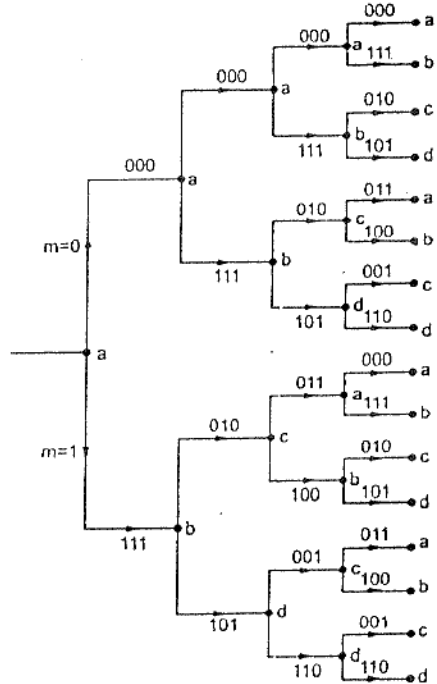 000 a
000 a
000 a 111 b
000 a 010 c
111 b 101 d
000 a
011 a
010 c 100 b
m=0 111 b 001 c
101 d 110 d
a
000 a
011 a 111 b
m=1 010 c 010 c
100 b 101 d
111 b
011 a
001 c 100 b
101 d 001 c
110 d 110 d